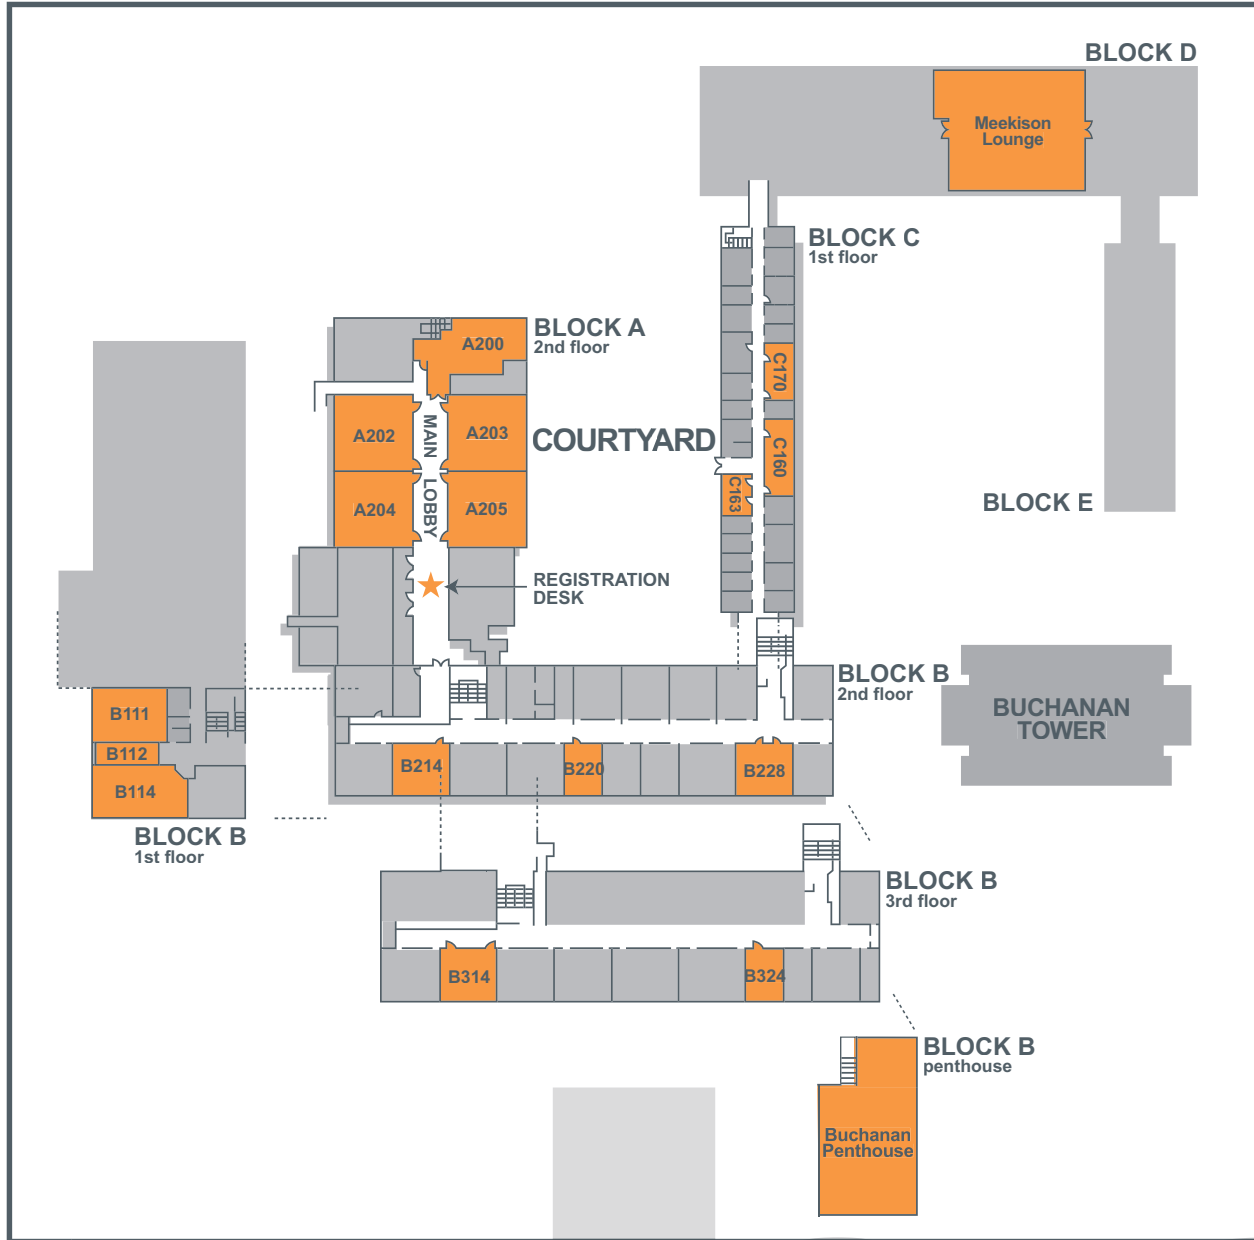 BLOCK D
Meekison
Lounge
BLOCK C
1st floor
BLOCK A
2nd floor
A200
C170
A202
MAIN
A203
COURTYARD
C160
C163
A204
LOBBY
A205
BLOCK E
REGISTRATION
DESK
BLOCK B
2nd floor
BUCHANAN
TOWER
B111
B112
B114
B214
B220
B228
BLOCK B
1st floor
BLOCK B
3rd floor
B314
B324
BLOCK B
penthouse
Buchanan
Penthouse